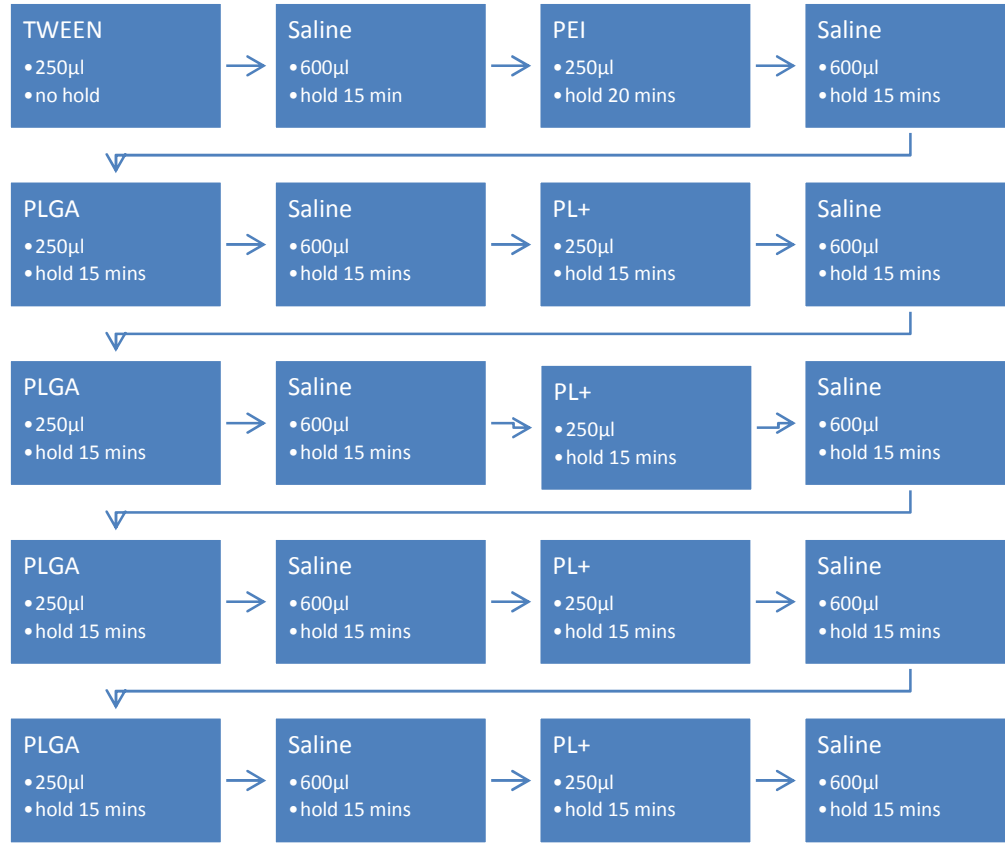 TWEEN
•250µl
•no hold
Saline
•600µl
•hold 15 min
PEI
•250µl
•hold 20 mins
Saline
•600µl
•hold 15 mins
PLGA
•250µl
•hold 15 mins
Saline
•600µl
•hold 15 mins
PL+
•250µl
•hold 15 mins
Saline
•600µl
•hold 15 mins
PLGA
•250µl
•hold 15 mins
Saline
•600µl
•hold 15 mins
PL+
•250µl
•hold 15 mins
Saline
•600µl
•hold 15 mins
PLGA
•250µl
•hold 15 mins
Saline
•600µl
•hold 15 mins
PL+
•250µl
•hold 15 mins
Saline
•600µl
•hold 15 mins
PLGA
•250µl
•hold 15 mins
Saline
•600µl
•hold 15 mins
PL+
•250µl
•hold 15 mins
Saline
•600µl
•hold 15 mins